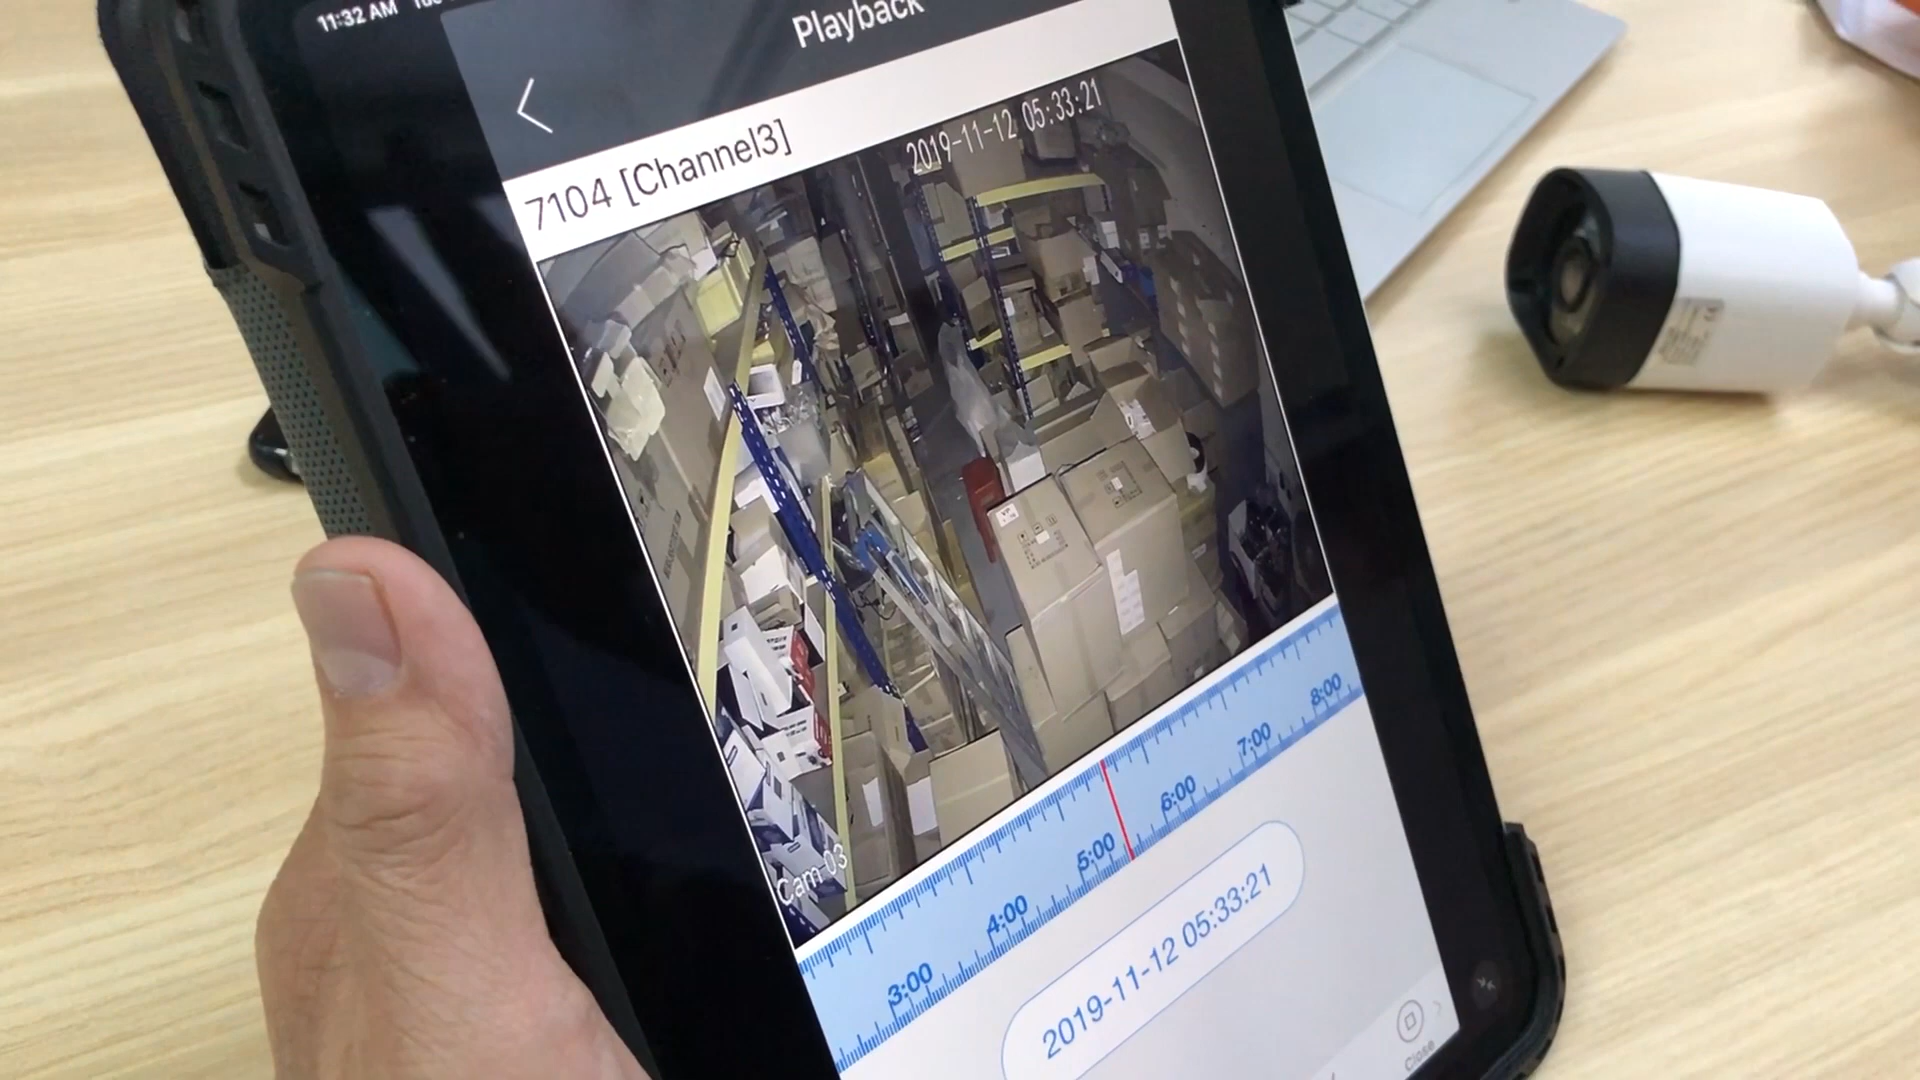 11:32 AM
Playback
7104 [Channel3]
2019-11-12 05:33:21
Cam 03
3:00 4:00 5:00 6:00 7:00 8:00
2019-11-12 05:33:21
Close